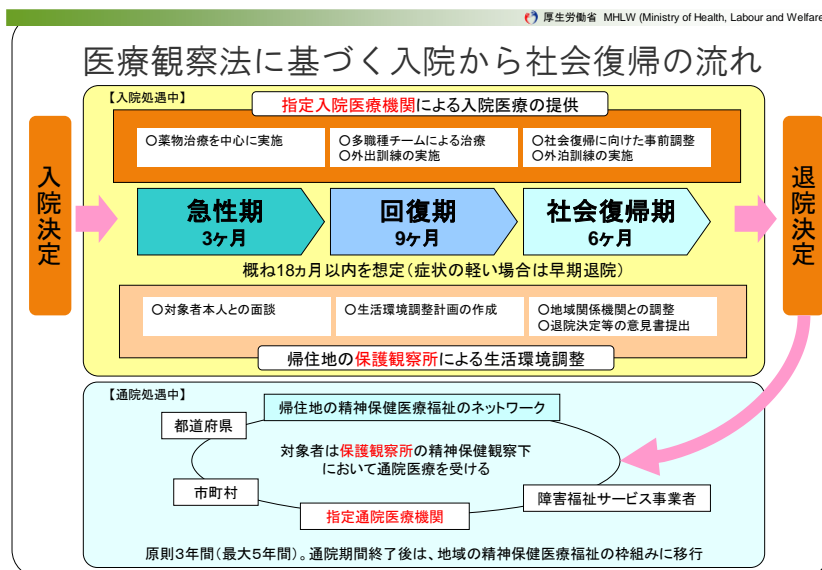 厚生労働省 MHLW (Ministry of Health, Labour and Welfare
医療観察法に基づく入院から社会復帰の流れ
【入院処遇中】
指定入院医療機関による入院医療の提供
○薬物治療を中心に実施
○多職種チームによる治療
○外出訓練の実施
○社会復帰に向けた事前調整
○外泊訓練の実施
入院決定
急性期
3ヶ月
回復期
9ヶ月
社会復帰期
6ヶ月
退院決定
概ね18ヵ月以内を想定(症状の軽い場合は早期退院)
○対象者本人との面談
○生活環境調整計画の作成
○地域関係機関との調整
○退院決定等の意見書提出
帰住地の保護観察所による生活環境調整
【通院処遇中】
帰住地の精神保健医療福祉のネットワーク
都道府県
対象者は保護観察所の精神保健観察下
において通院医療を受ける
市町村
指定通院医療機関
障害福祉サービス事業者
原則3年間(最大5年間)。通院期間終了後は、地域の精神保健医療福祉の枠組みに移行